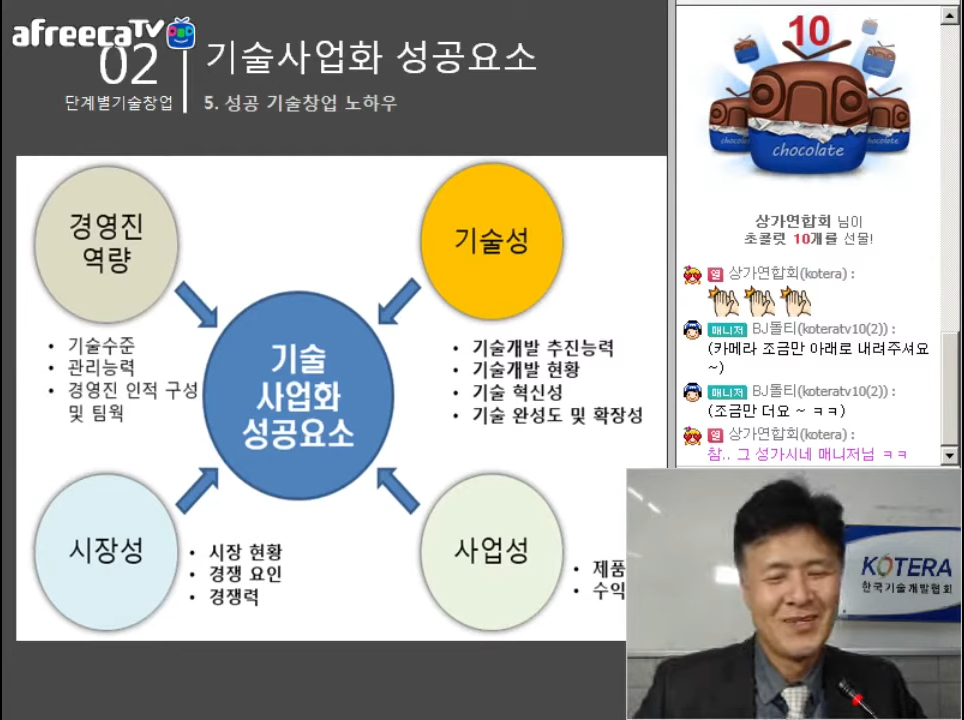 afreecaTV
02
단계별기술창업
기술사업화 성공요소
5. 성공 기술창업 노하우
경영진
역량
• 기술수준
• 관리능력
• 경영진 인적 구성
및 팀웍
기술성
• 기술개발 추진능력
• 기술개발 현황
• 기술 혁신성
• 기술 완성도 및 확장성
기술
사업화
성공요소
시장성
• 시장 현황
• 경쟁 요인
• 경쟁력
사업성
• 제품
• 수익
10
chocolate
chocolate
상가연합회 님이
초콜릿 10개를 선물!
열 상가연합회(kotera) :
매니저 BJ돌티(koteratv10(2)) :
(카메라 조금만 아래로 내려주셔요
~)
매니저 BJ돌티(koteratv10(2)) :
(조금만 더요 ~ ㅋㅋ)
열 상가연합회(kotera) :
참.. 그 성가시네 매니저님 ㅋㅋ
KOTERA
한국기술개발협회